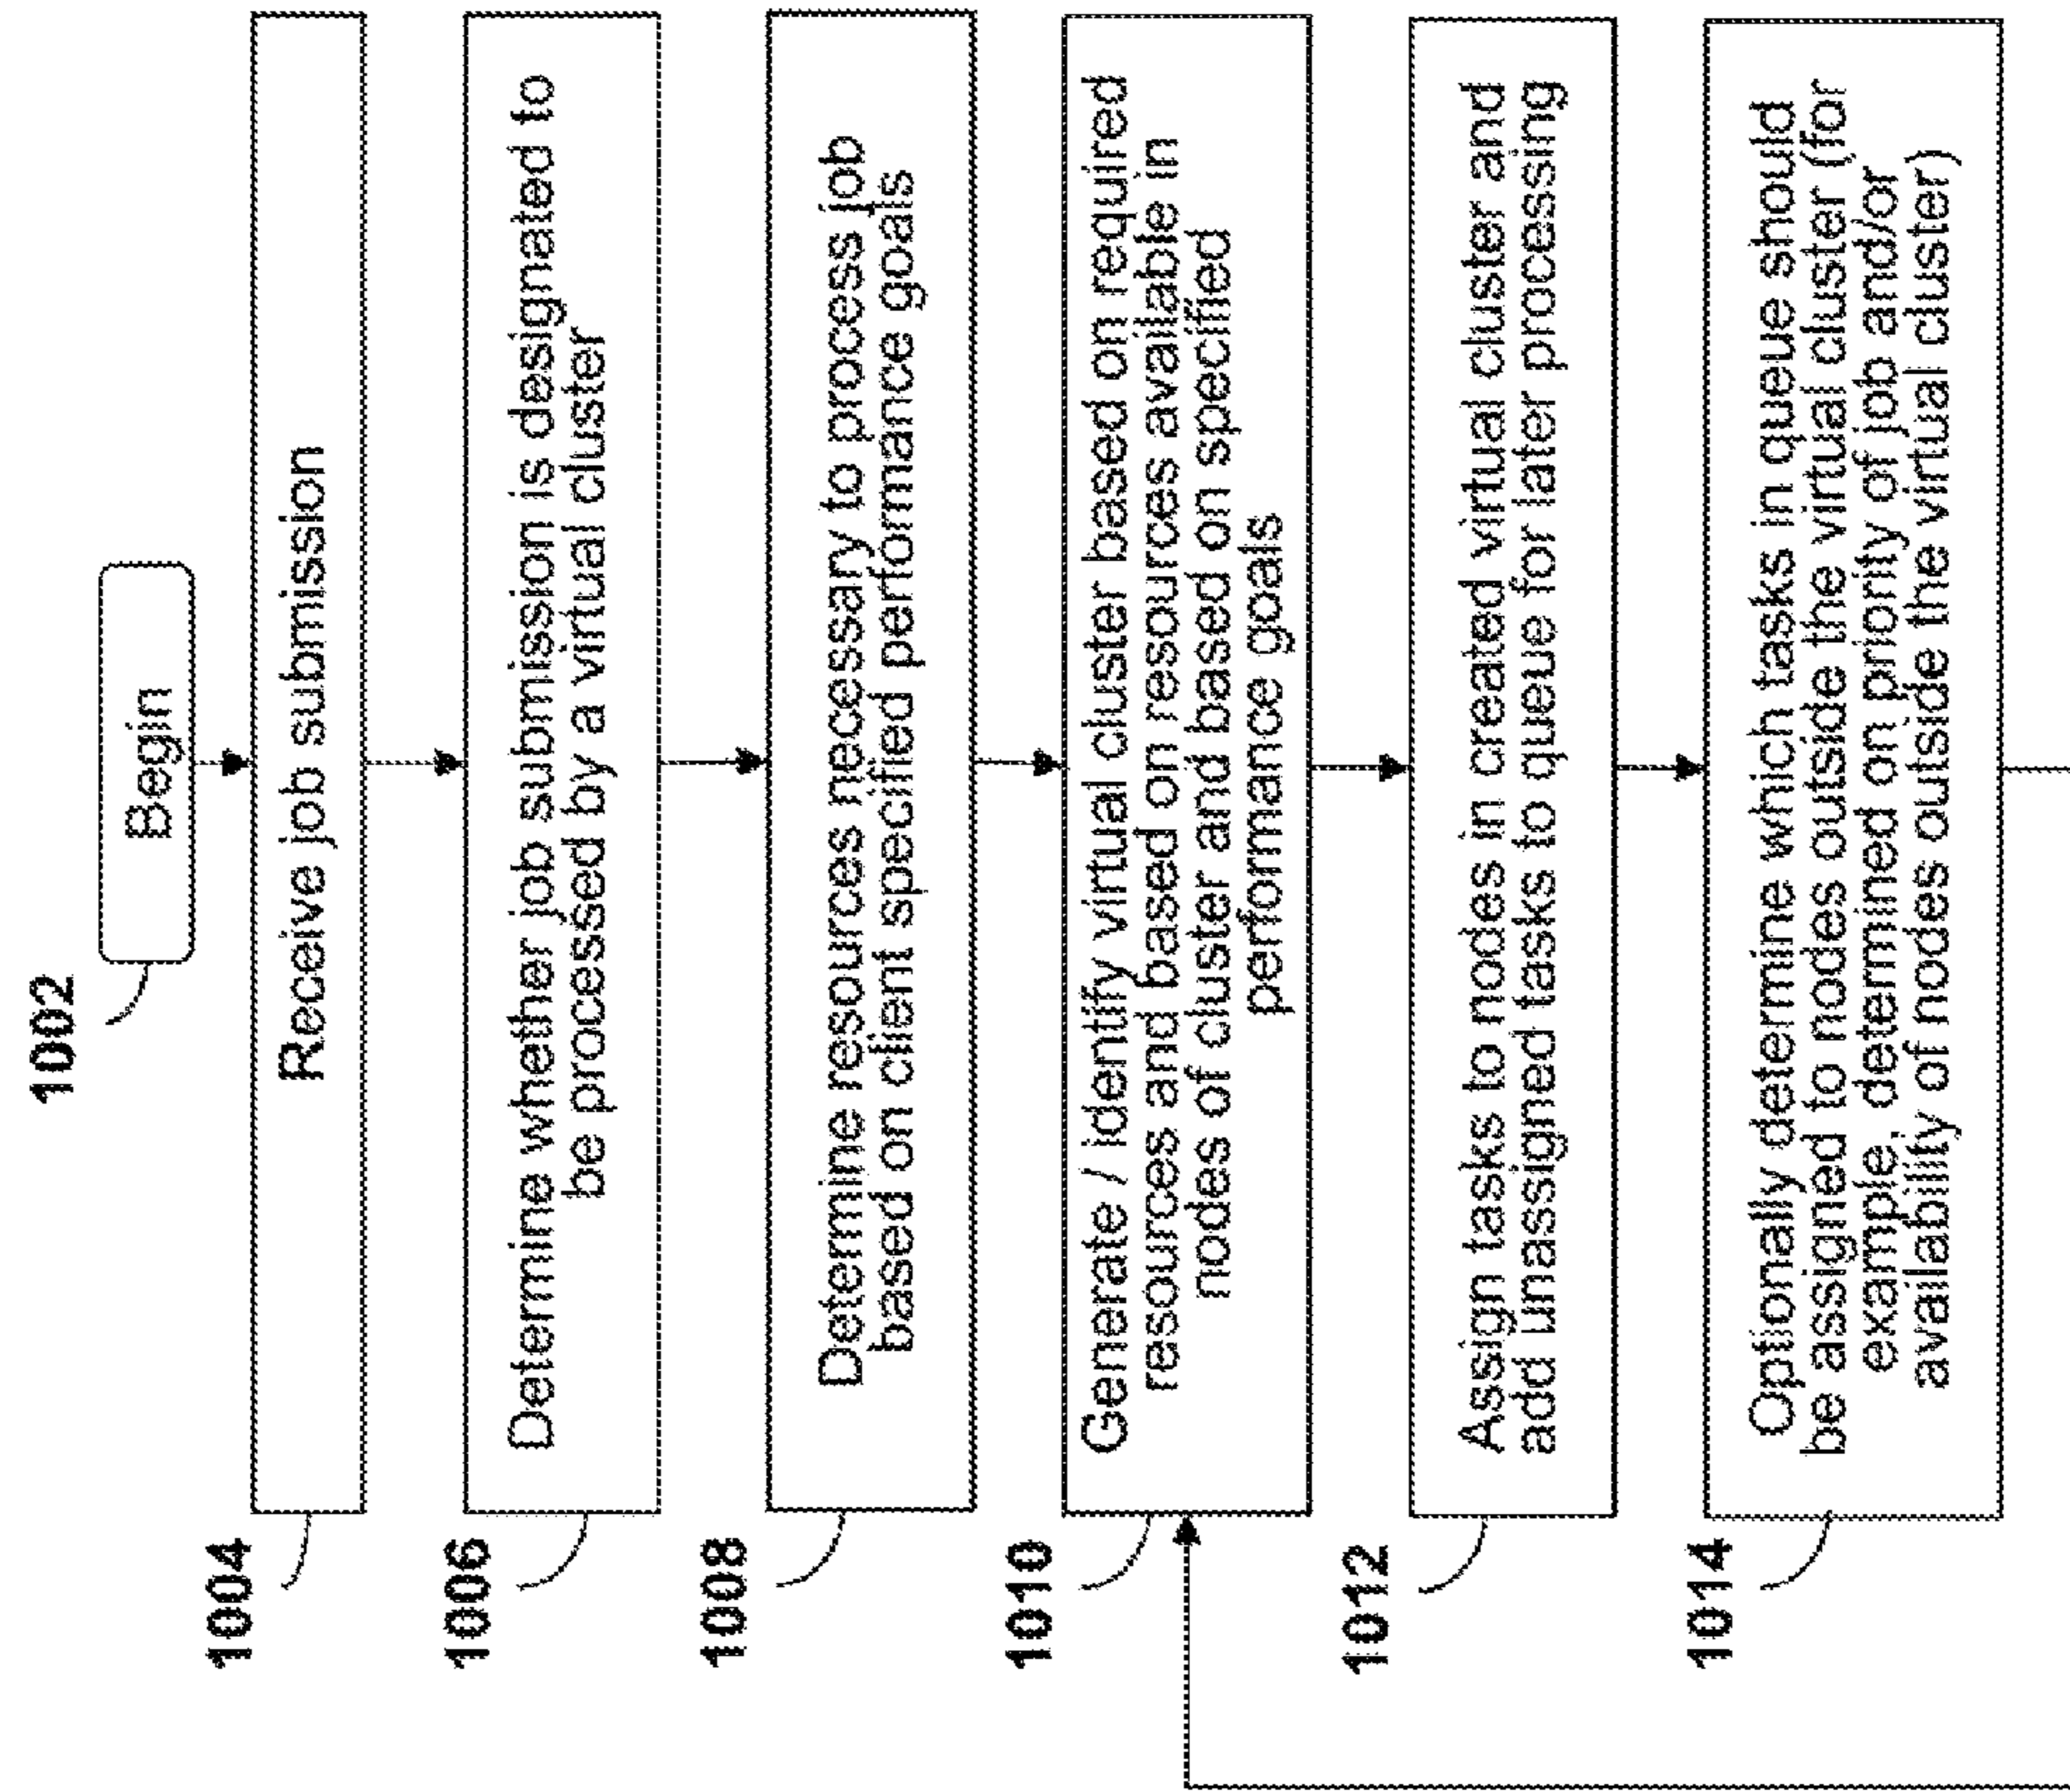 1002
Begin
1004
Receive job submission
1006
Determine whether job submission is designated to
be processed by a virtual cluster
1008
Determine resources necessary to process job
based on client specified performance goals
1010
Generate / identify virtual cluster based on required
resources and based on resources available in
nodes of cluster and based on specified
performance goals
1012
Assign tasks to nodes in created virtual cluster and
add unassigned tasks to queue for later processing
1014
Optionally determine which tasks in queue should
be assigned to nodes outside the virtual cluster (for
example, determined on priority of job and/or
availability of nodes outside the virtual cluster)